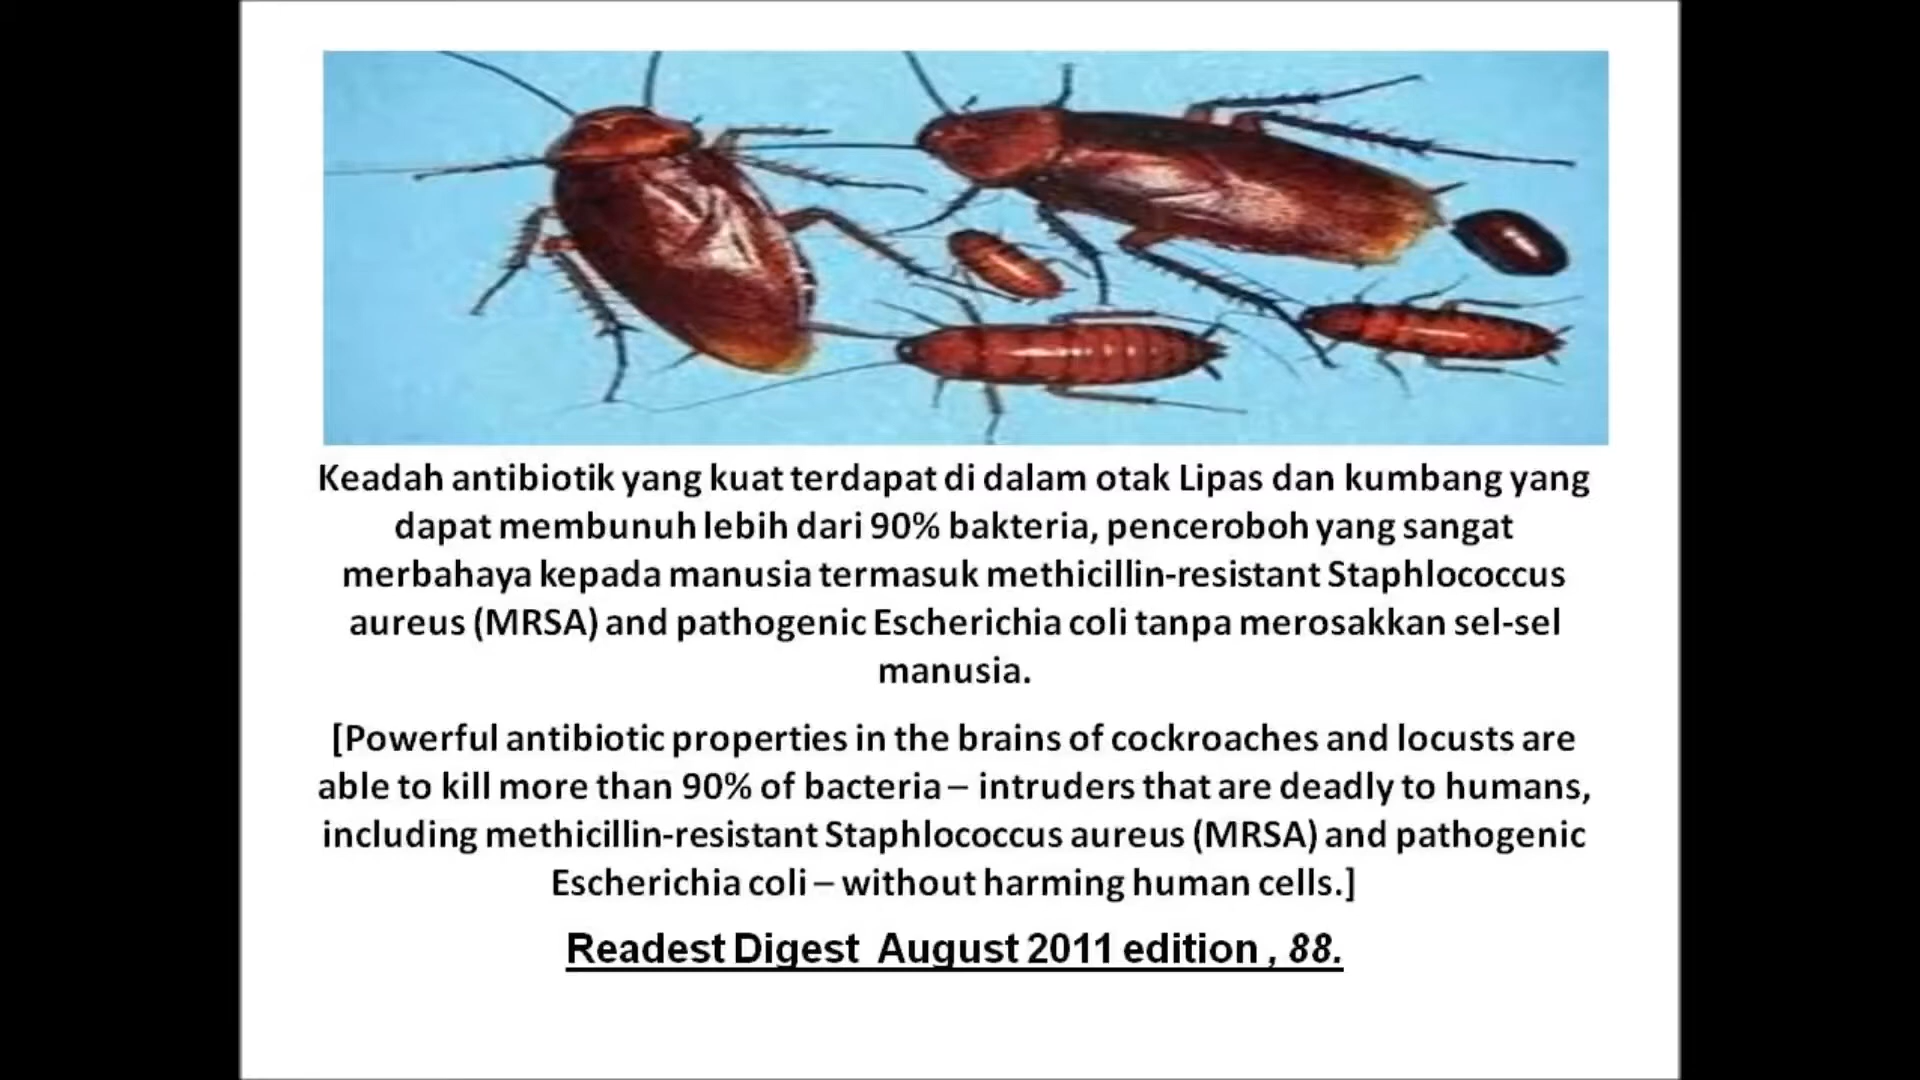 Keadah antibiotik yang kuat terdapat di dalam otak Lipas dan kumbang yang
dapat membunuh lebih dari 90% bakteria, penceroboh yang sangat
merbahaya kepada manusia termasuk methicillin-resistant Staphlococcus
aureus (MRSA) and pathogenic Escherichia coli tanpa merosakkan sel-sel
manusia.
[Powerful antibiotic properties in the brains of cockroaches and locusts are
able to kill more than 90% of bacteria – intruders that are deadly to humans,
including methicillin-resistant Staphlococcus aureus (MRSA) and pathogenic
Escherichia coli – without harming human cells.]
Readest Digest August 2011 edition , 88.